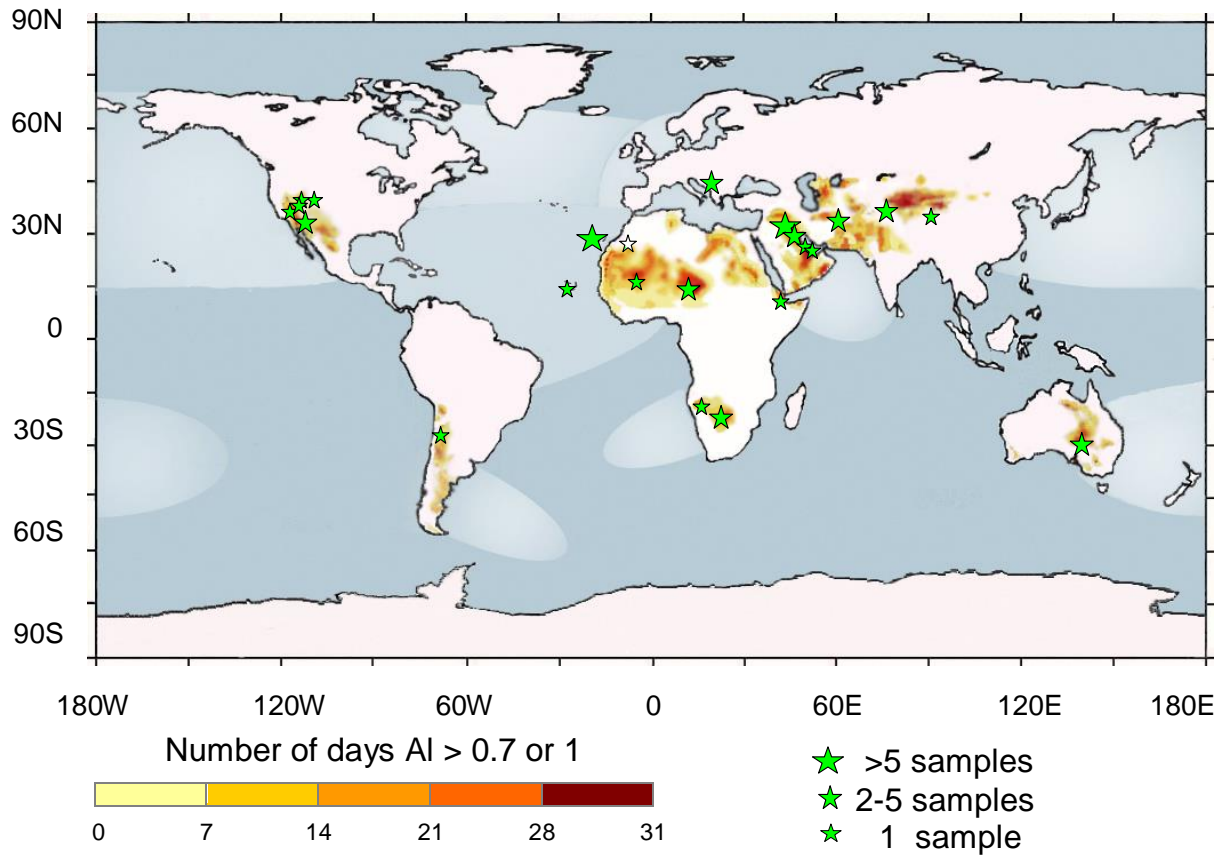 90N
60N
30N
0
30S
60S
90S
180W 120W 60W 0 60E 120E 180E
Number of days AI > 0.7 or 1
0 7 14 21 28 31
>5 samples
2-5 samples
1 sample